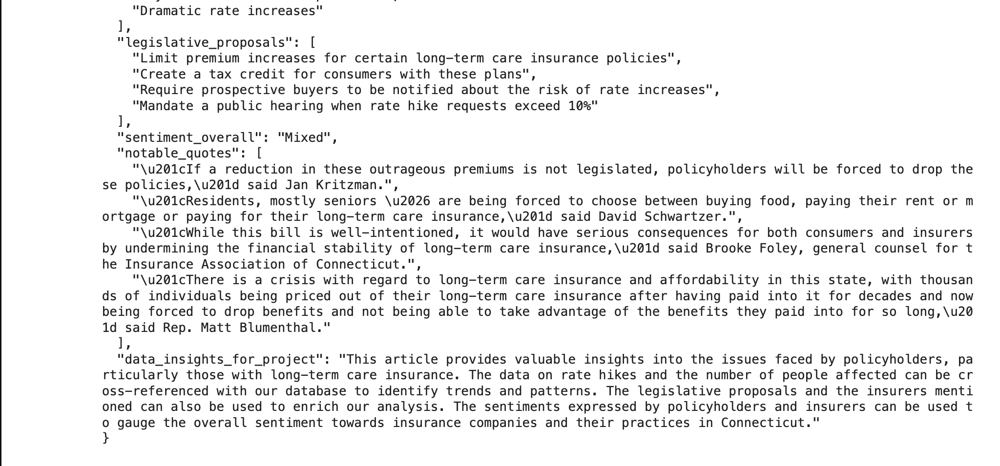 "Dramatic rate increases"
],
"legislative_proposals": [
"Limit premium increases for certain long-term care insurance policies",
"Create a tax credit for consumers with these plans",
"Require prospective buyers to be notified about the risk of rate increases",
"Mandate a public hearing when rate hike requests exceed 10%"
],
"sentiment_overall": "Mixed",
"notable_quotes": [
"\u201cIf a reduction in these outrageous premiums is not legislated, policyholders will be forced to drop the
se policies,\u201d said Jan Kritzman.",
"\u201cResidents, mostly seniors \u2026 are being forced to choose between buying food, paying their rent or m
ortgage or paying for their long-term care insurance,\u201d said David Schwartzer.",
"\u201cWhile this bill is well-intentioned, it would have serious consequences for both consumers and insurers
by undermining the financial stability of long-term care insurance,\u201d said Brooke Foley, general counsel for t
he Insurance Association of Connecticut.",
"\u201cThere is a crisis with regard to long-term care insurance and affordability in this state, with thousan
ds of individuals being priced out of their long-term care insurance after having paid into it for decades and now
being forced to drop benefits and not being able to take advantage of the benefits they paid into for so long,\u20
1d said Rep. Matt Blumenthal."
],
"data_insights_for_project": "This article provides valuable insights into the issues faced by policyholders, pa
rticularly those with long-term care insurance. The data on rate hikes and the number of people affected can be cr
oss-referenced with our database to identify trends and patterns. The legislative proposals and the insurers menti
oned can also be used to enrich our analysis. The sentiments expressed by policyholders and insurers can be used t
o gauge the overall sentiment towards insurance companies and their practices in Connecticut."
}